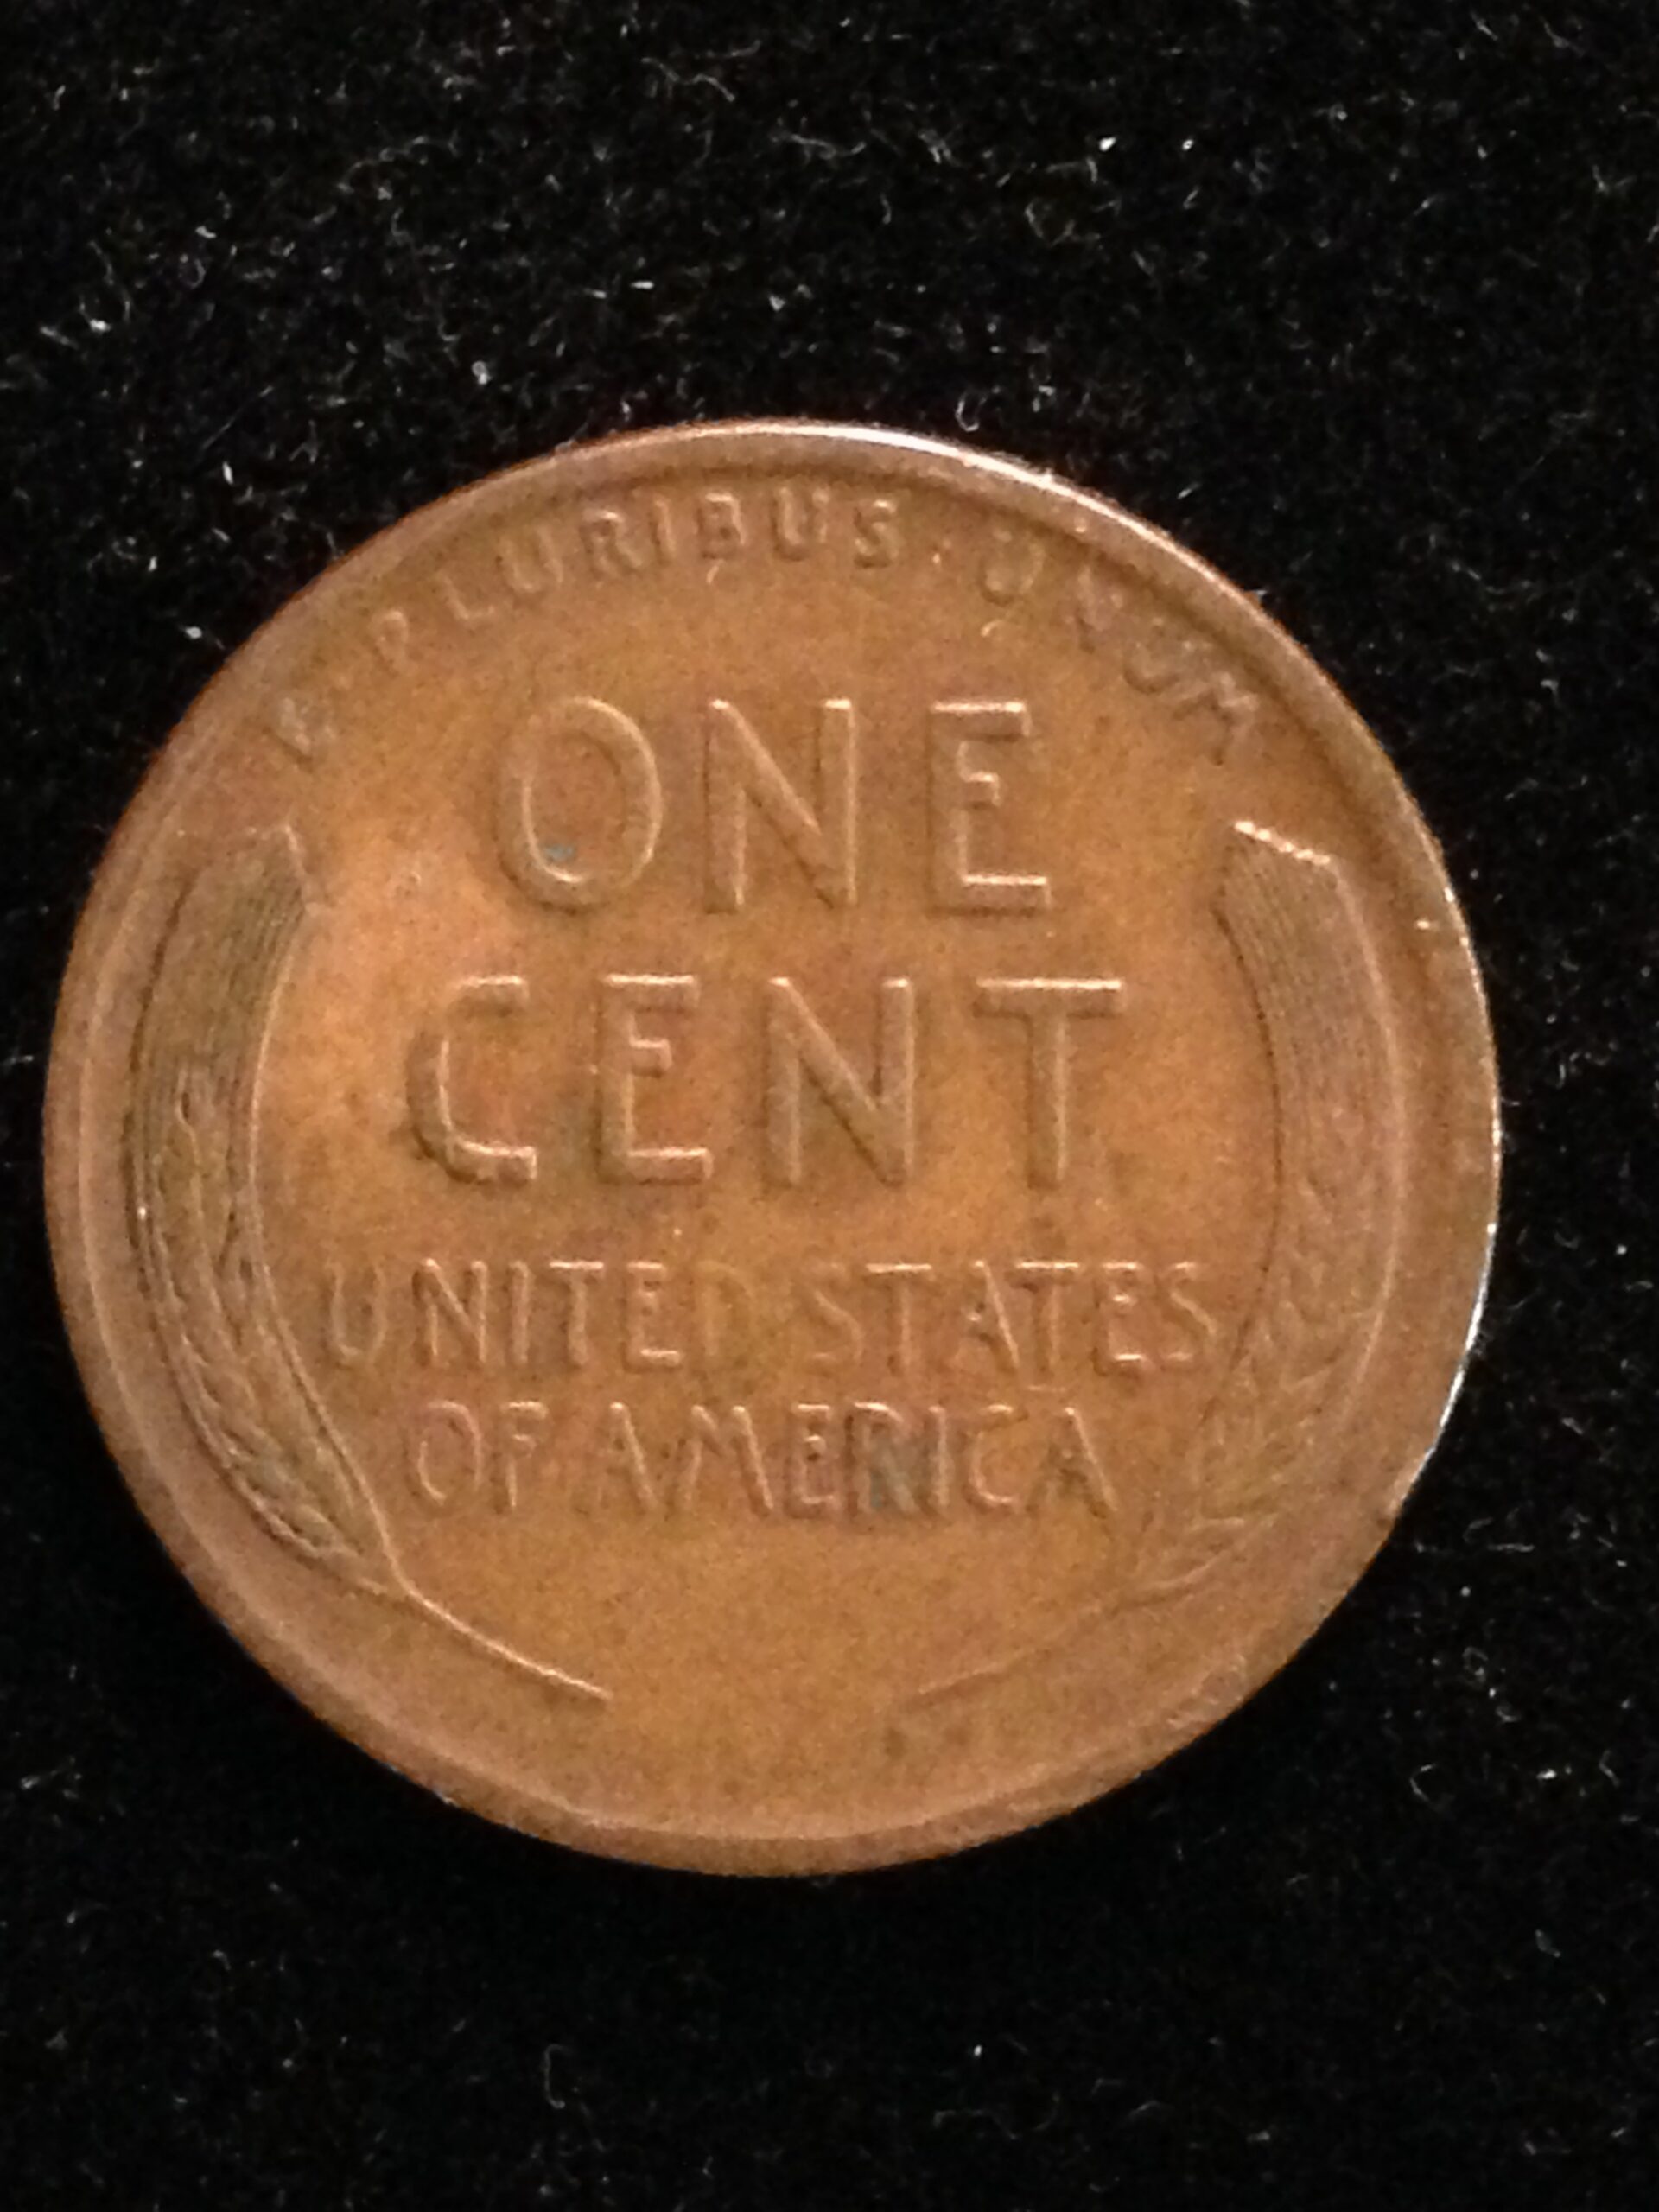 E·PLURIBUS·UNUM
ONE
CENT
UNITED STATES
OF AMERICA